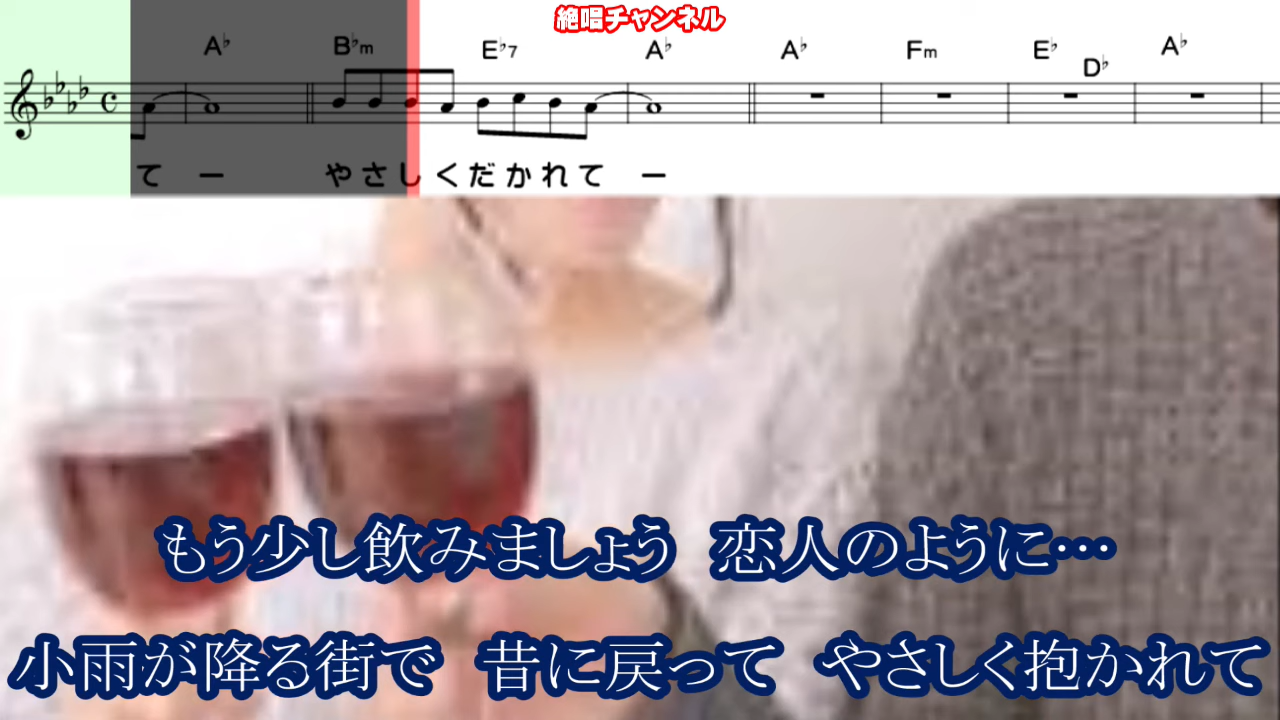 絶唱チャンネル
A♭ B♭m E♭7 A♭ A♭ Fm E♭ D♭ A♭
て ー やさしくだかれて ー
もう少し飲みましょう 恋人のように…
小雨が降る街で 昔に戻って やさしく抱かれて